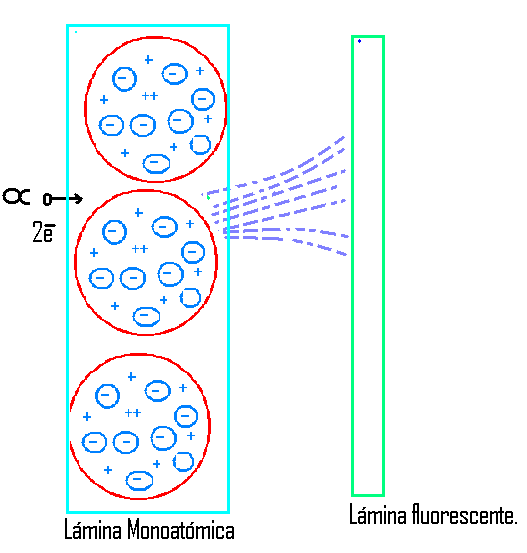 ∝
2e̅
Lámina Monoatómica
Lámina fluorescente.